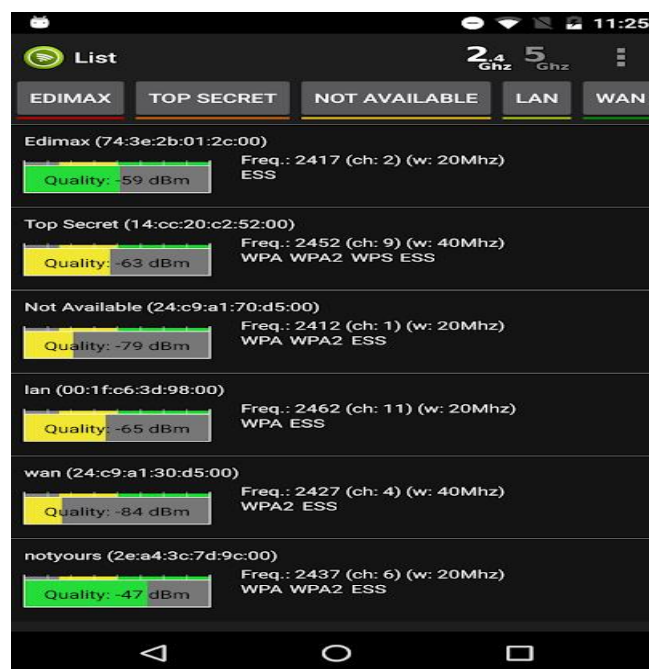 11:25
List
2.4 Ghz 5 Ghz
EDIMAX TOP SECRET NOT AVAILABLE LAN WAN
Edimax (74:3e:2b:01:2c:00)
Freq.: 2417 (ch: 2) (w: 20Mhz)
Quality: -59 dBm ESS
Top Secret (14:cc:20:c2:52:00)
Freq.: 2452 (ch: 9) (w: 40Mhz)
Quality: -63 dBm WPA WPA2 WPS ESS
Not Available (24:c9:a1:70:d5:00)
Freq.: 2412 (ch: 1) (w: 20Mhz)
Quality: -79 dBm WPA WPA2 ESS
lan (00:1f:c6:3d:98:00)
Freq.: 2462 (ch: 11) (w: 20Mhz)
Quality: -65 dBm WPA ESS
wan (24:c9:a1:30:d5:00)
Freq.: 2427 (ch: 4) (w: 40Mhz)
Quality: -84 dBm WPA2 ESS
notyours (2e:a4:3c:7d:9c:00)
Freq.: 2437 (ch: 6) (w: 20Mhz)
Quality: -47 dBm WPA WPA2 ESS